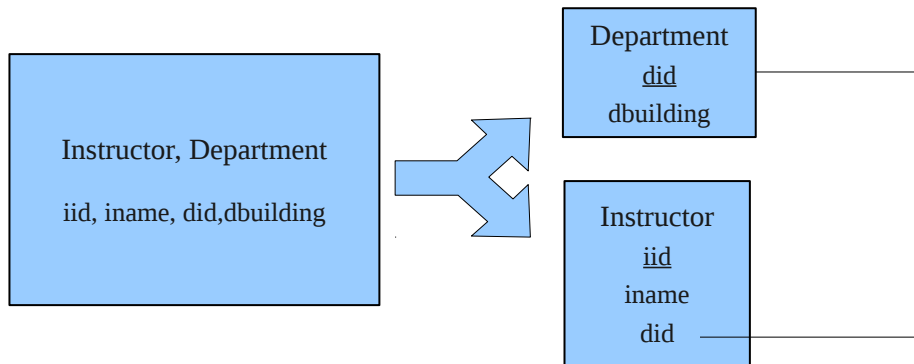 Instructor, Department
iid, iname, did,dbuilding
Department
did
dbuilding
Instructor
iid
iname
did